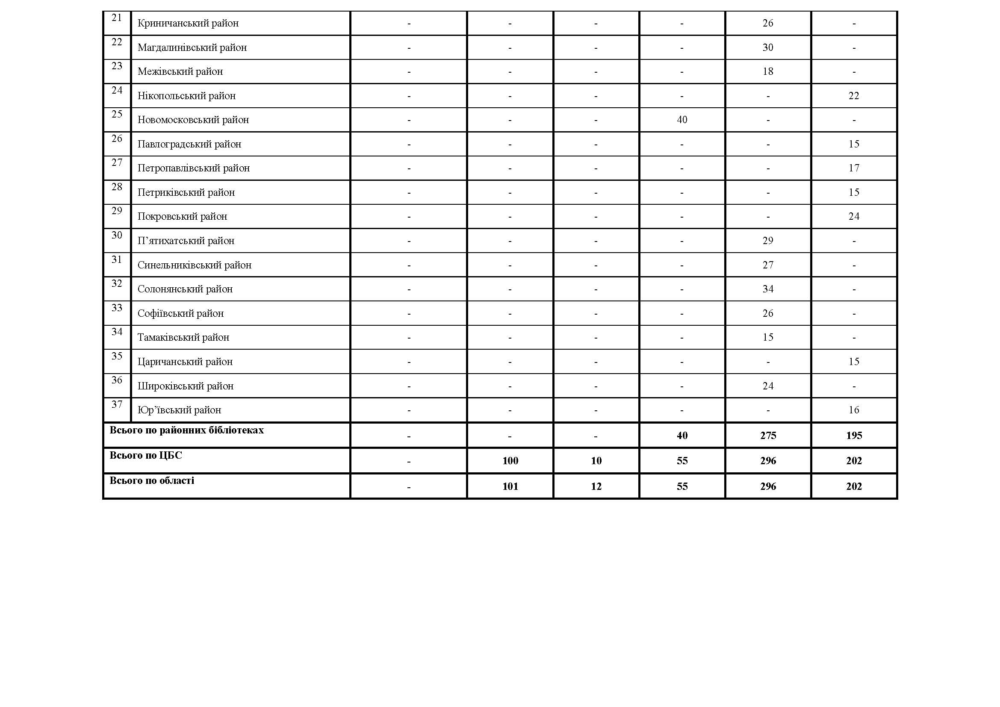 21 Криничанський район - - - - 26 -
22 Магдалинівський район - - - - 30 -
23 Межівський район - - - - 18 -
24 Нікопольський район - - - - - 22
25 Новомосковський район - - - 40 - -
26 Павлоградський район - - - - - 15
27 Петропавлівський район - - - - - 17
28 Петриківський район - - - - - 15
29 Покровський район - - - - - 24
30 П’ятихатський район - - - - 29 -
31 Синельниківський район - - - - 27 -
32 Солонянський район - - - - 34 -
33 Софіївський район - - - - 26 -
34 Тамаківський район - - - - 15 -
35 Царичанський район - - - - - 15
36 Широківський район - - - - 24 -
37 Юр’ївський район - - - - - 16
Всього по районних бібліотеках - - - 40 275 195
Всього по ЦБС - 100 10 55 296 202
Всього по області - 101 12 55 296 202